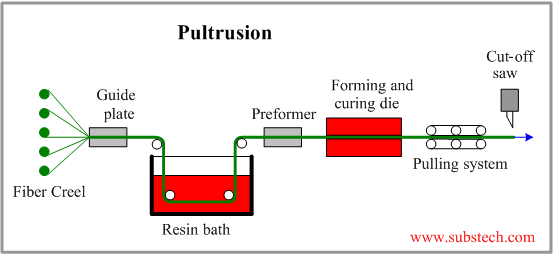 Pultrusion
Cut-off
saw
Forming and
curing die
Guide
plate
Preformer
Pulling system
Fiber Creel
Resin bath
www.substech.com